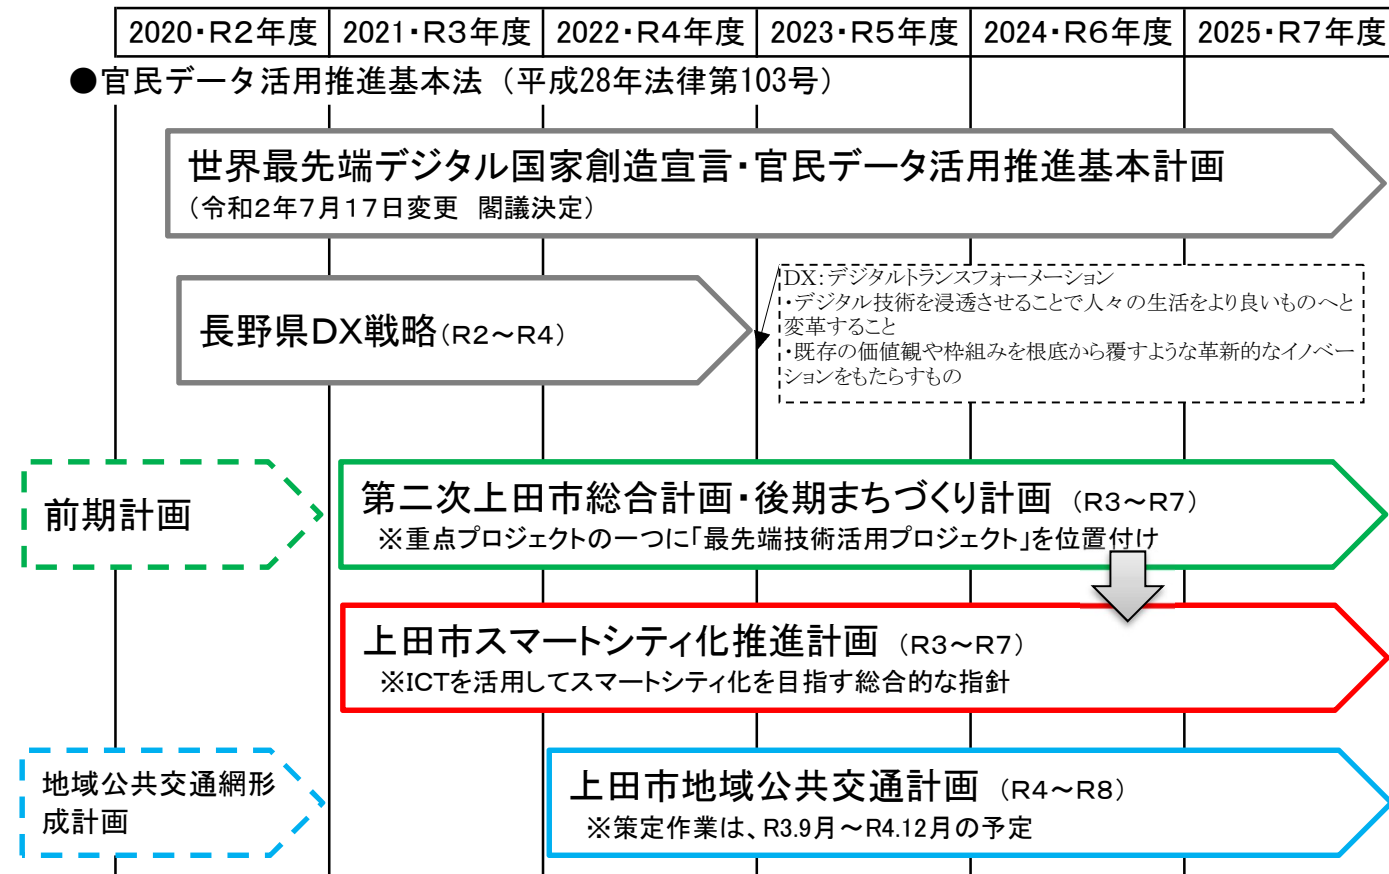 2020・R2年度 2021・R3年度 2022・R4年度 2023・R5年度 2024・R6年度 2025・R7年度
●官民データ活用推進基本法（平成28年法律第103号）
世界最先端デジタル国家創造宣言・官民データ活用推進基本計画
（令和2年7月17日変更　閣議決定）
DX：デジタルトランスフォーメーション
・デジタル技術を浸透させることで人々の生活をより良いものへと
変革すること
・既存の価値観や枠組みを根底から覆すような革新的なイノベー
ションをもたらすもの
長野県DX戦略（R2～R4）
前期計画
第二次上田市総合計画・後期まちづくり計画（R3～R7）
※重点プロジェクトの一つに「最先端技術活用プロジェクト」を位置付け
上田市スマートシティ化推進計画（R3～R7）
※ICTを活用してスマートシティ化を目指す総合的な指針
地域公共交通網形
成計画
上田市地域公共交通計画（R4～R8）
※策定作業は、R3.9月～R4.12月の予定